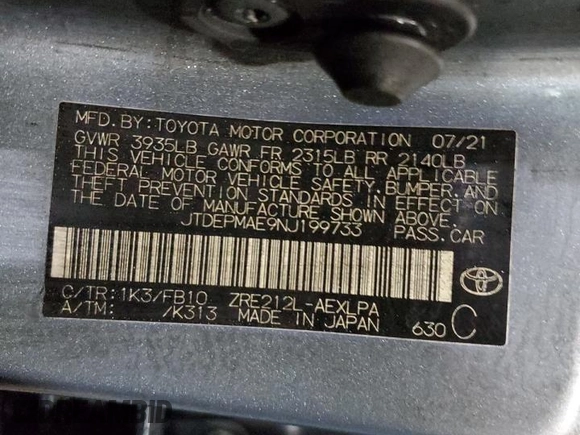 MFD. BY: TOYOTA MOTOR CORPORATION 07/21
GVWR 3935LB GAWR FR 2315LB RR 2140LB
THIS VEHICLE CONFORMS TO ALL APPLICABLE
FEDERAL MOTOR VEHICLE SAFETY, BUMPER, AND
THEFT PREVENTION STANDARDS IN EFFECT ON
THE DATE OF MANUFACTURE SHOWN ABOVE.
JTDEPMAE9NJ199733 PASS.CAR
C/TR: 1K3/FB10 ZRE212L-AEXLPA
A/TM: /K313 MADE IN JAPAN 630 C
TOYOTA